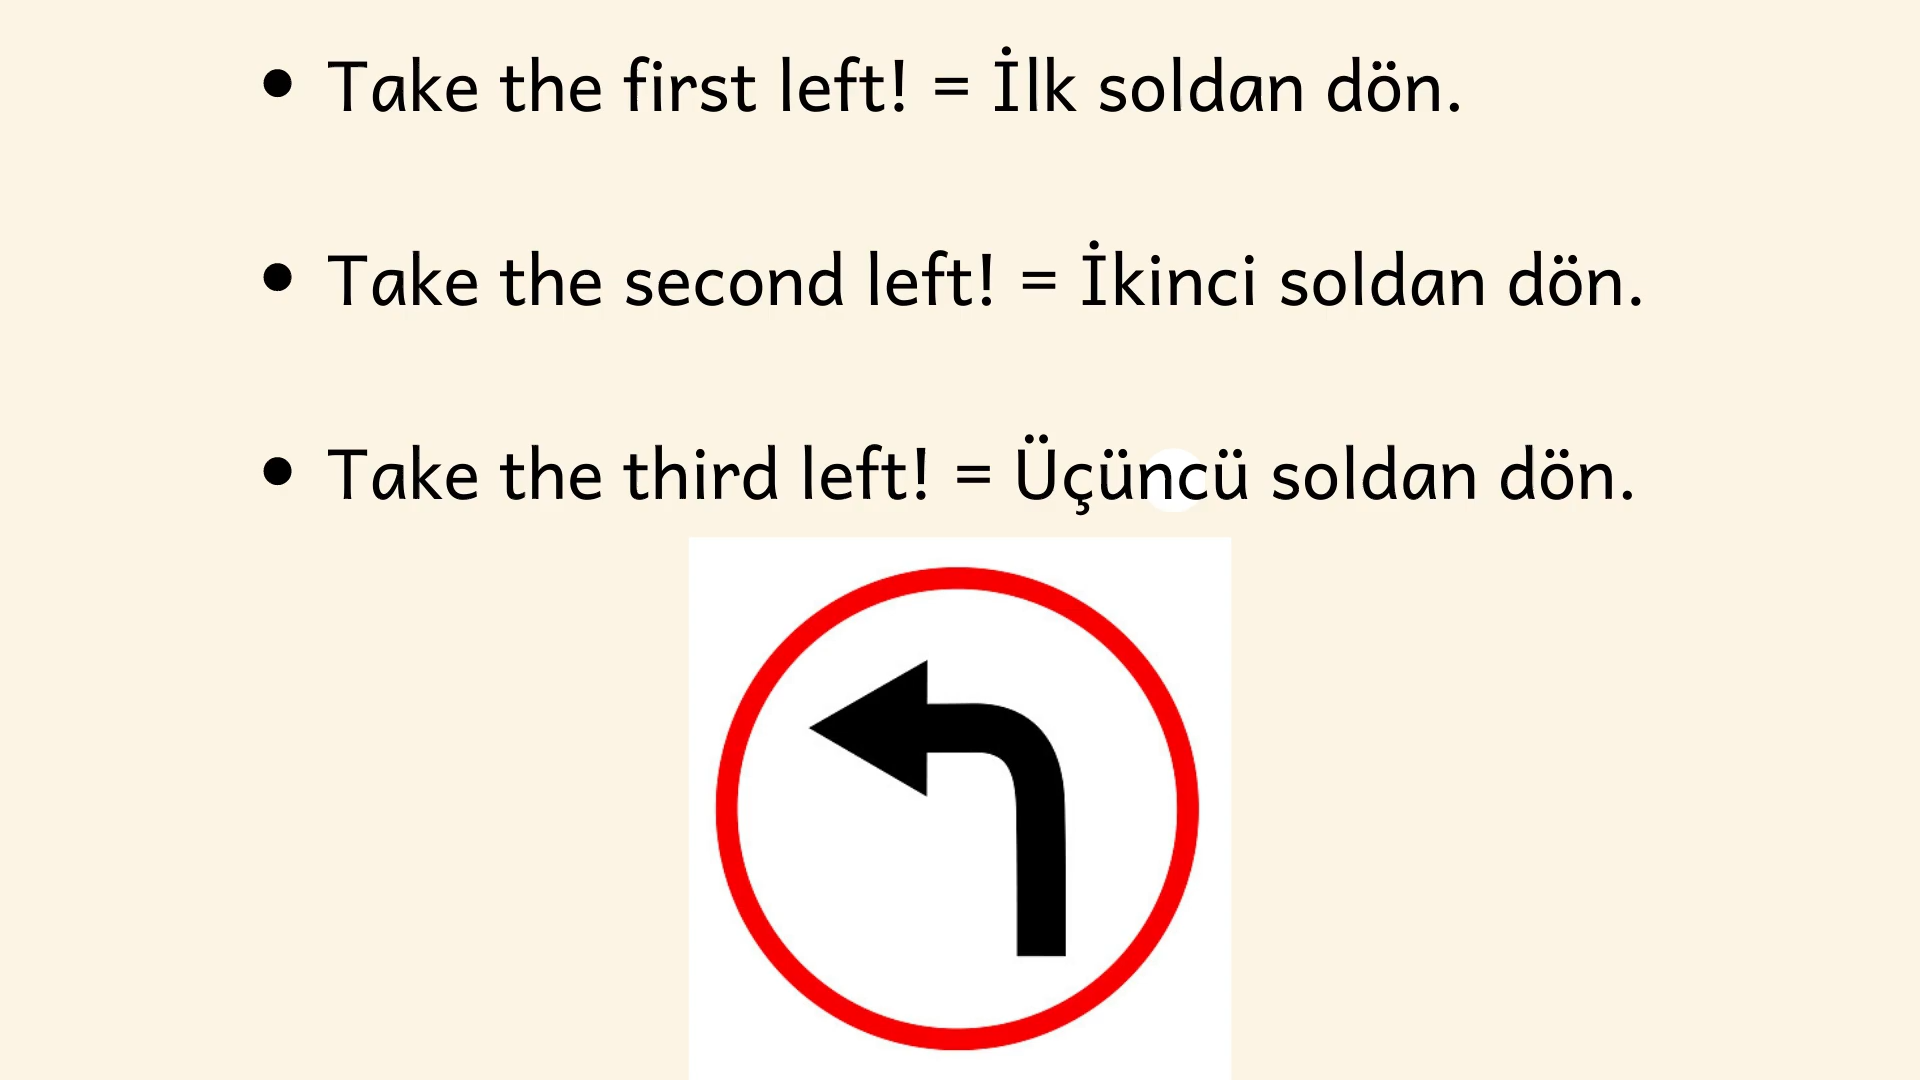 • Take the first left! = İlk soldan dön.
• Take the second left! = İkinci soldan dön.
• Take the third left! = Üçüncü soldan dön.